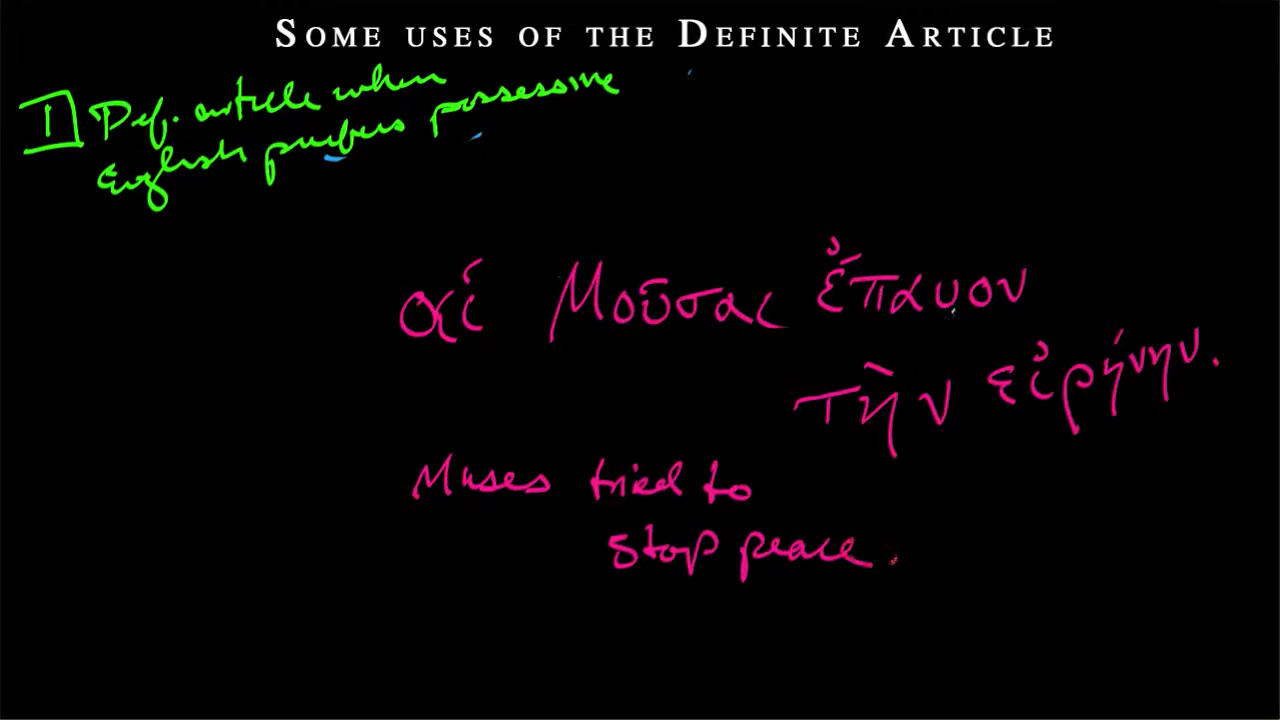 SOME USES OF THE DEFINITE ARTICLE
I Def. article when
English prefers possessive
αἱ Μοῦσαι ἔπαυον
τὴν εἰρήνην.
Muses tried to
stop peace.